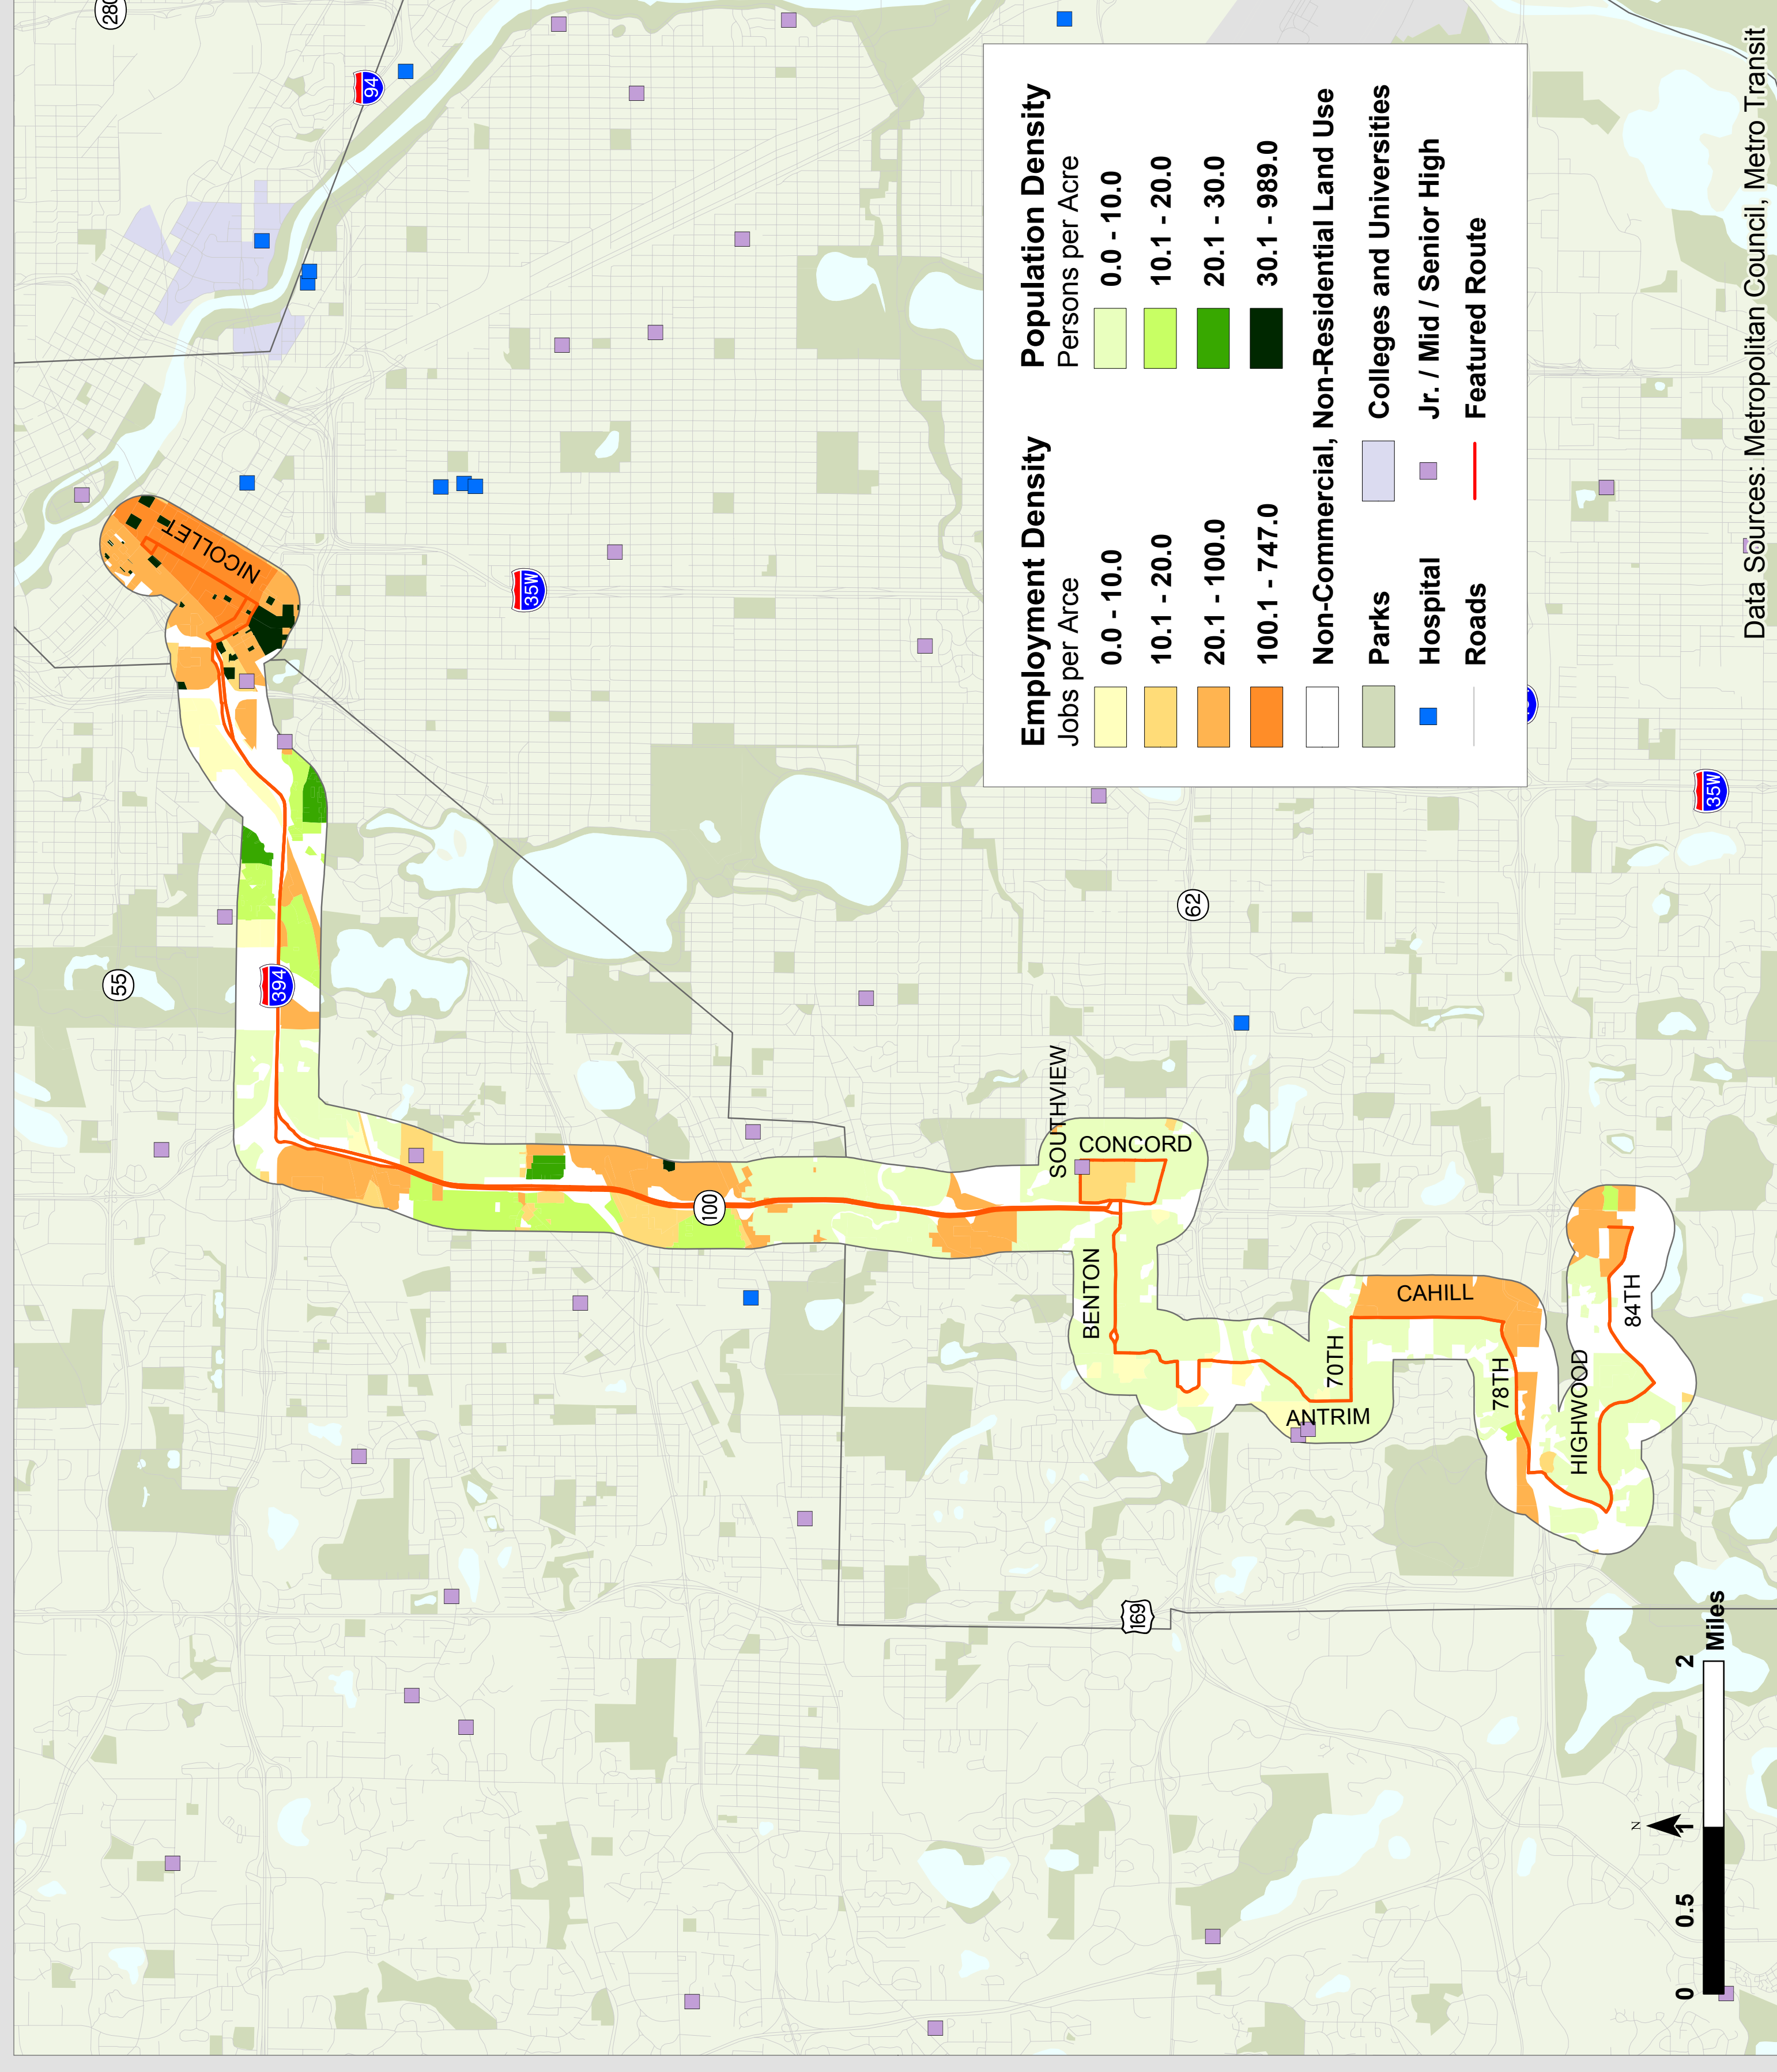 280
94
NICOLLET
35W
55
394
100
62
SOUTHVIEW
CONCORD
BENTON
70TH
CAHILL
ANTRIM
78TH
HIGHWOOD
84TH
169
35W
Employment Density
Jobs per Arce
0.0 - 10.0
10.1 - 20.0
20.1 - 100.0
100.1 - 747.0
Population Density
Persons per Acre
0.0 - 10.0
10.1 - 20.0
20.1 - 30.0
30.1 - 989.0
Non-Commercial, Non-Residential Land Use
Parks
Colleges and Universities
Hospital
Jr. / Mid / Senior High
Roads
Featured Route
N
0 0.5 1 2
Miles
Data Sources: Metropolitan Council, Metro Transit